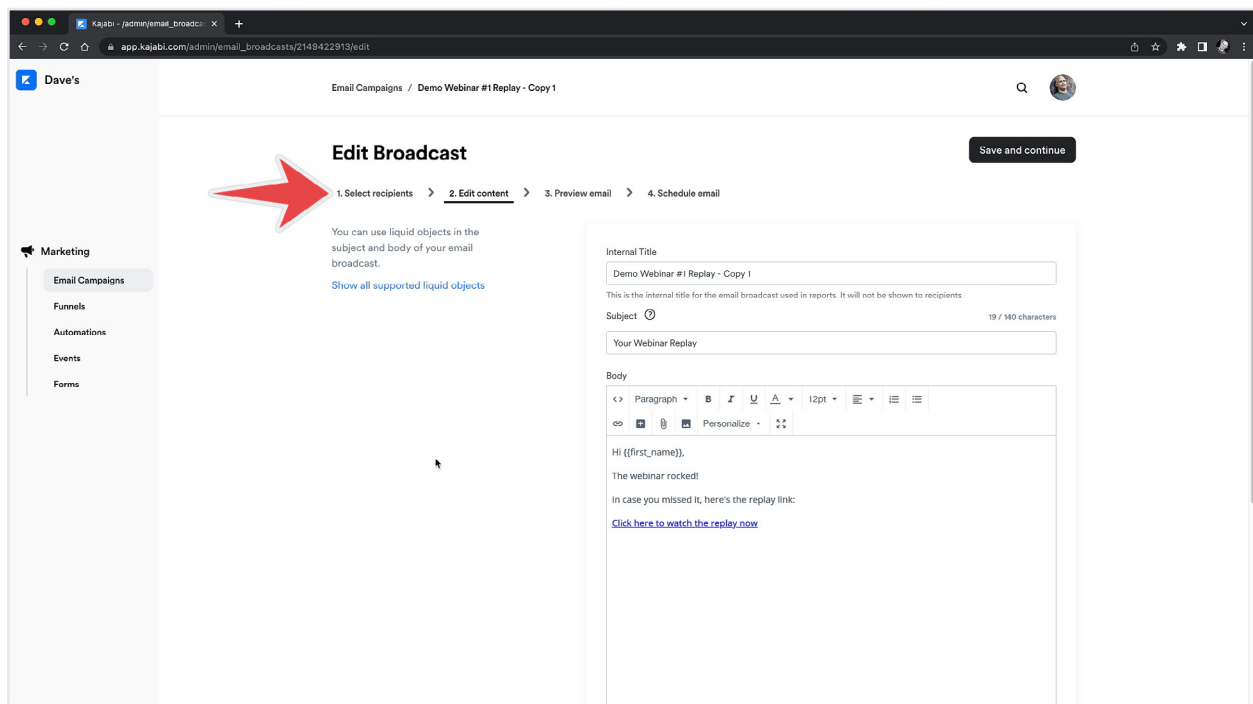 Kajabi - /admin/email_broadca
app.kajabi.com/admin/email_broadcasts/2149422913/edit
Dave's
Email Campaigns / Demo Webinar #1 Replay - Copy 1
Edit Broadcast
Save and continue
1. Select recipients > 2. Edit content > 3. Preview email > 4. Schedule email
You can use liquid objects in the
subject and body of your email
broadcast.
Show all supported liquid objects
Marketing
Email Campaigns
Funnels
Automations
Events
Forms
Internal Title
Demo Webinar #1 Replay - Copy 1
This is the internal title for the email broadcast used in reports. It will not be shown to recipients.
Subject
19 / 140 characters
Your Webinar Replay
Body
Paragraph B I U A 12pt
Personalize
Hi {{first_name}},
The webinar rocked!
In case you missed it, here's the replay link:
Click here to watch the replay now